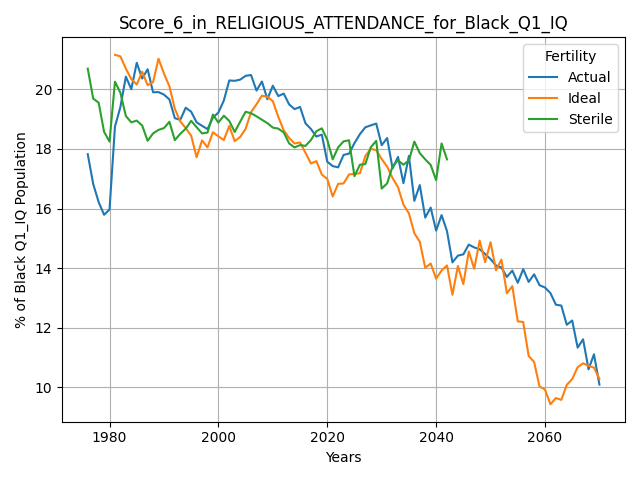 Score_6_in_RELIGIOUS_ATTENDANCE_for_Black_Q1_IQ
Fertility
Actual
Ideal
Sterile
% of Black Q1_IQ Population
20
18
16
14
12
10
1980
2000
2020
2040
2060
Years